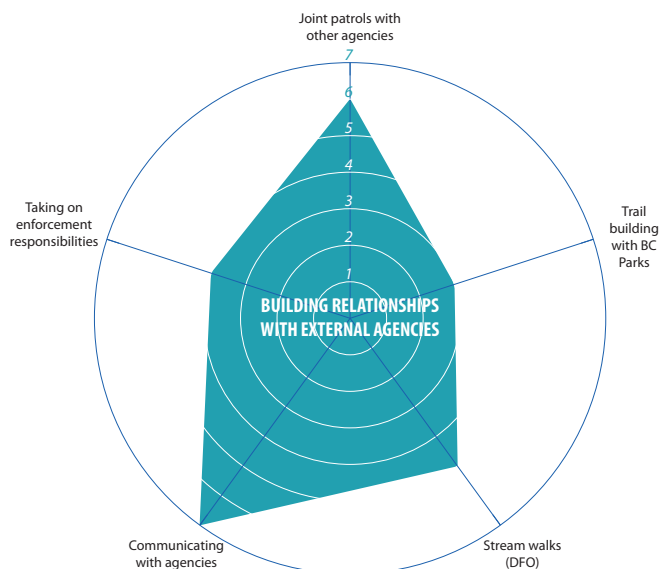 Joint patrols with
other agencies
7
6
5
4
3
2
1
Taking on
enforcement
responsibilities
Trail
building
with BC
Parks
BUILDING RELATIONSHIPS
WITH EXTERNAL AGENCIES
Communicating
with agencies
Stream walks
(DFO)